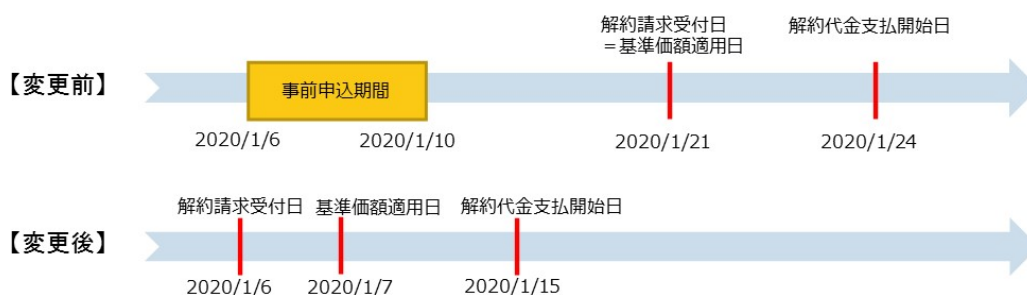 解約請求受付日
＝基準価額適用日
解約代金支払開始日
【変更前】
事前申込期間
2020/1/6
2020/1/10
2020/1/21
2020/1/24
解約請求受付日
基準価額適用日
解約代金支払開始日
【変更後】
2020/1/6
2020/1/7
2020/1/15